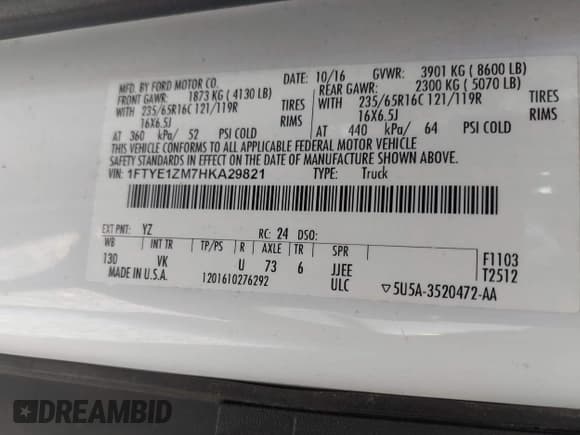 MFD. BY FORD MOTOR CO.
DATE: 10/16 GVWR: 3901 KG ( 8600 LB)
FRONT GAWR: 1873 KG ( 4130 LB)
REAR GAWR: 2300 KG ( 5070 LB)
WITH 235/65R16C 121/119R TIRES
WITH 235/65R16C 121/119R TIRES
16X6.5J RIMS
16X6.5J RIMS
AT 360 kPa/ 52 PSI COLD
AT 440 kPa/ 64 PSI COLD
THIS VEHICLE CONFORMS TO ALL APPLICABLE FEDERAL MOTOR VEHICLE
SAFETY STANDARDS IN EFFECT ON THE DATE OF MANUFACTURE SHOWN ABOVE.
VIN: 1FTYE1ZM7HKA29821 TYPE: Truck
EXT PNT: YZ RC: 24 DSO:
WB INT TR TP/PS R AXLE TR SPR
130 VK U 73 6 JJEE
ULC
F1103
T2512
MADE IN U.S.A. 1201610276292
▽5U5A-3520472-AA
DREAMBID